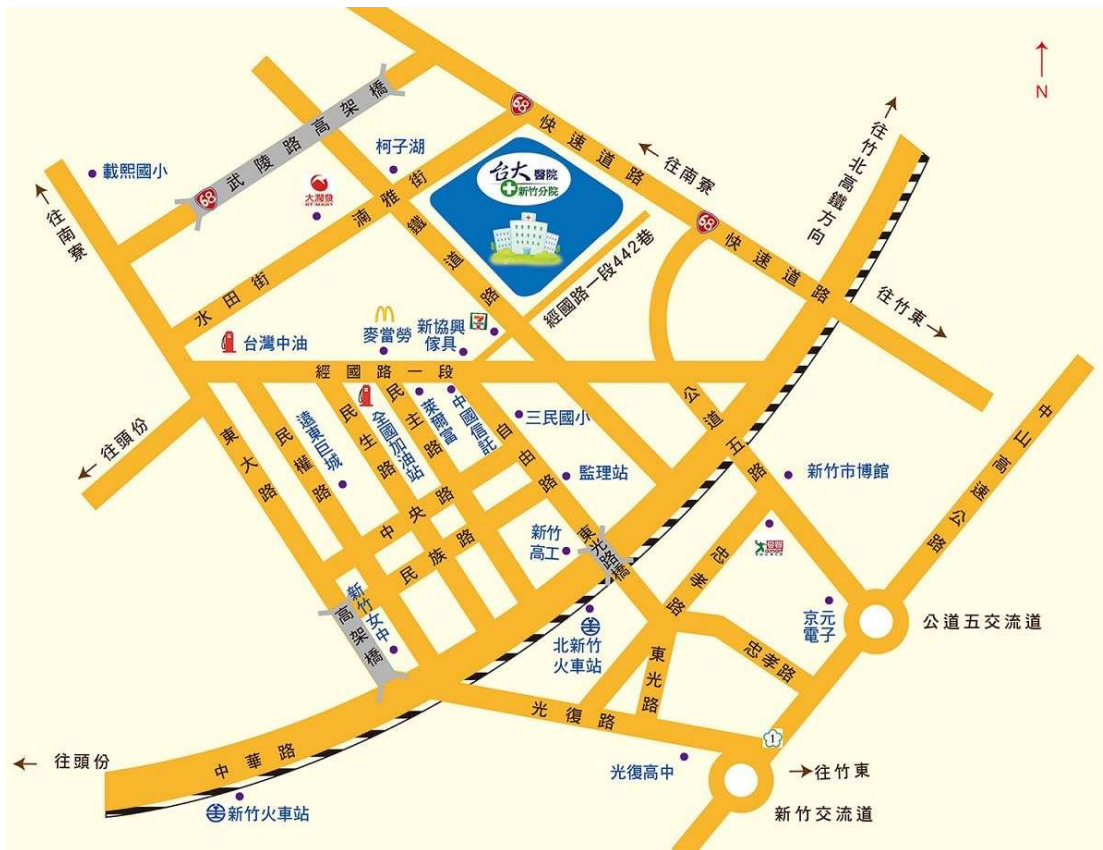 N
68
快速道路
往竹北高鐵方向
武陵路高架橋
68
柯子湖
載熙國小
大潤發
RT-MART
台大醫院
新竹分院
往南寮
往南寮
湳雅街
鐵道路
68
快速道路
經國路一段442巷
水田街
往竹東
台灣中油
麥當勞
新協興
傢具
7
經國路一段
往頭份
東大路
民權路
遠東巨城
民生路
全國加油站
民主路
萊爾富
中國信託
自由路
三民國小
公道五路
中山高速公路
監理站
新竹市博館
中央路
民族路
新竹
高工
東光路橋
忠孝路
新竹女中
高架橋
北新竹
火車站
京元
電子
公道五交流道
東光路
忠孝路
光復路
1
中華路
往頭份
光復高中
往竹東
新竹火車站
新竹交流道